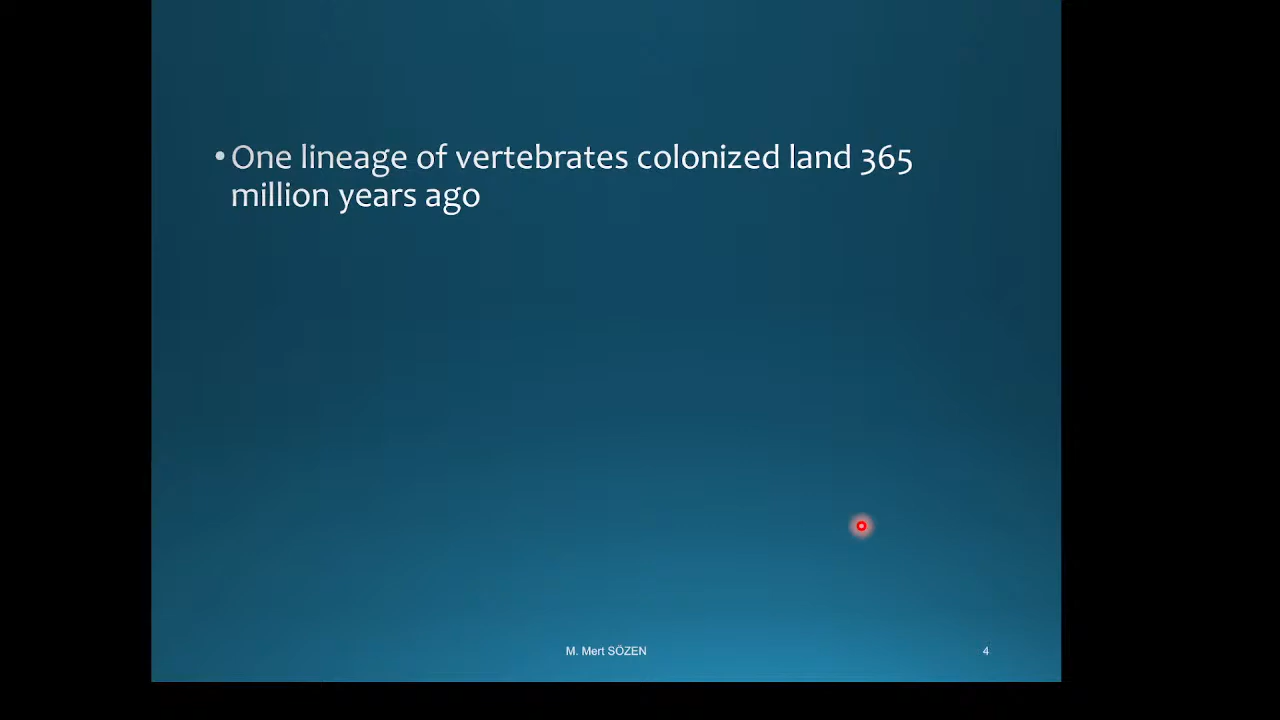 •One lineage of vertebrates colonized land 365
million years ago
M. Mert SÖZEN
4